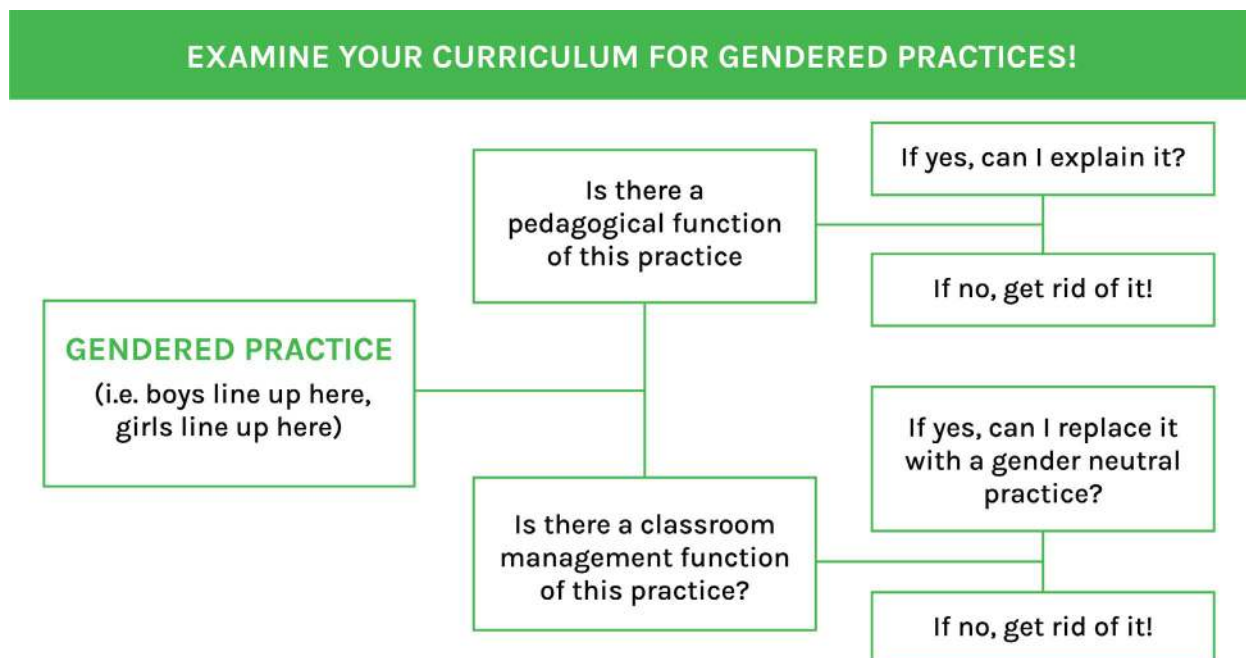 EXAMINE YOUR CURRICULUM FOR GENDERED PRACTICES!
If yes, can I explain it?
Is there a
pedagogical function
of this practice
If no, get rid of it!
GENDERED PRACTICE
(i.e. boys line up here,
girls line up here)
If yes, can I replace it
with a gender neutral
practice?
Is there a classroom
management function
of this practice?
If no, get rid of it!